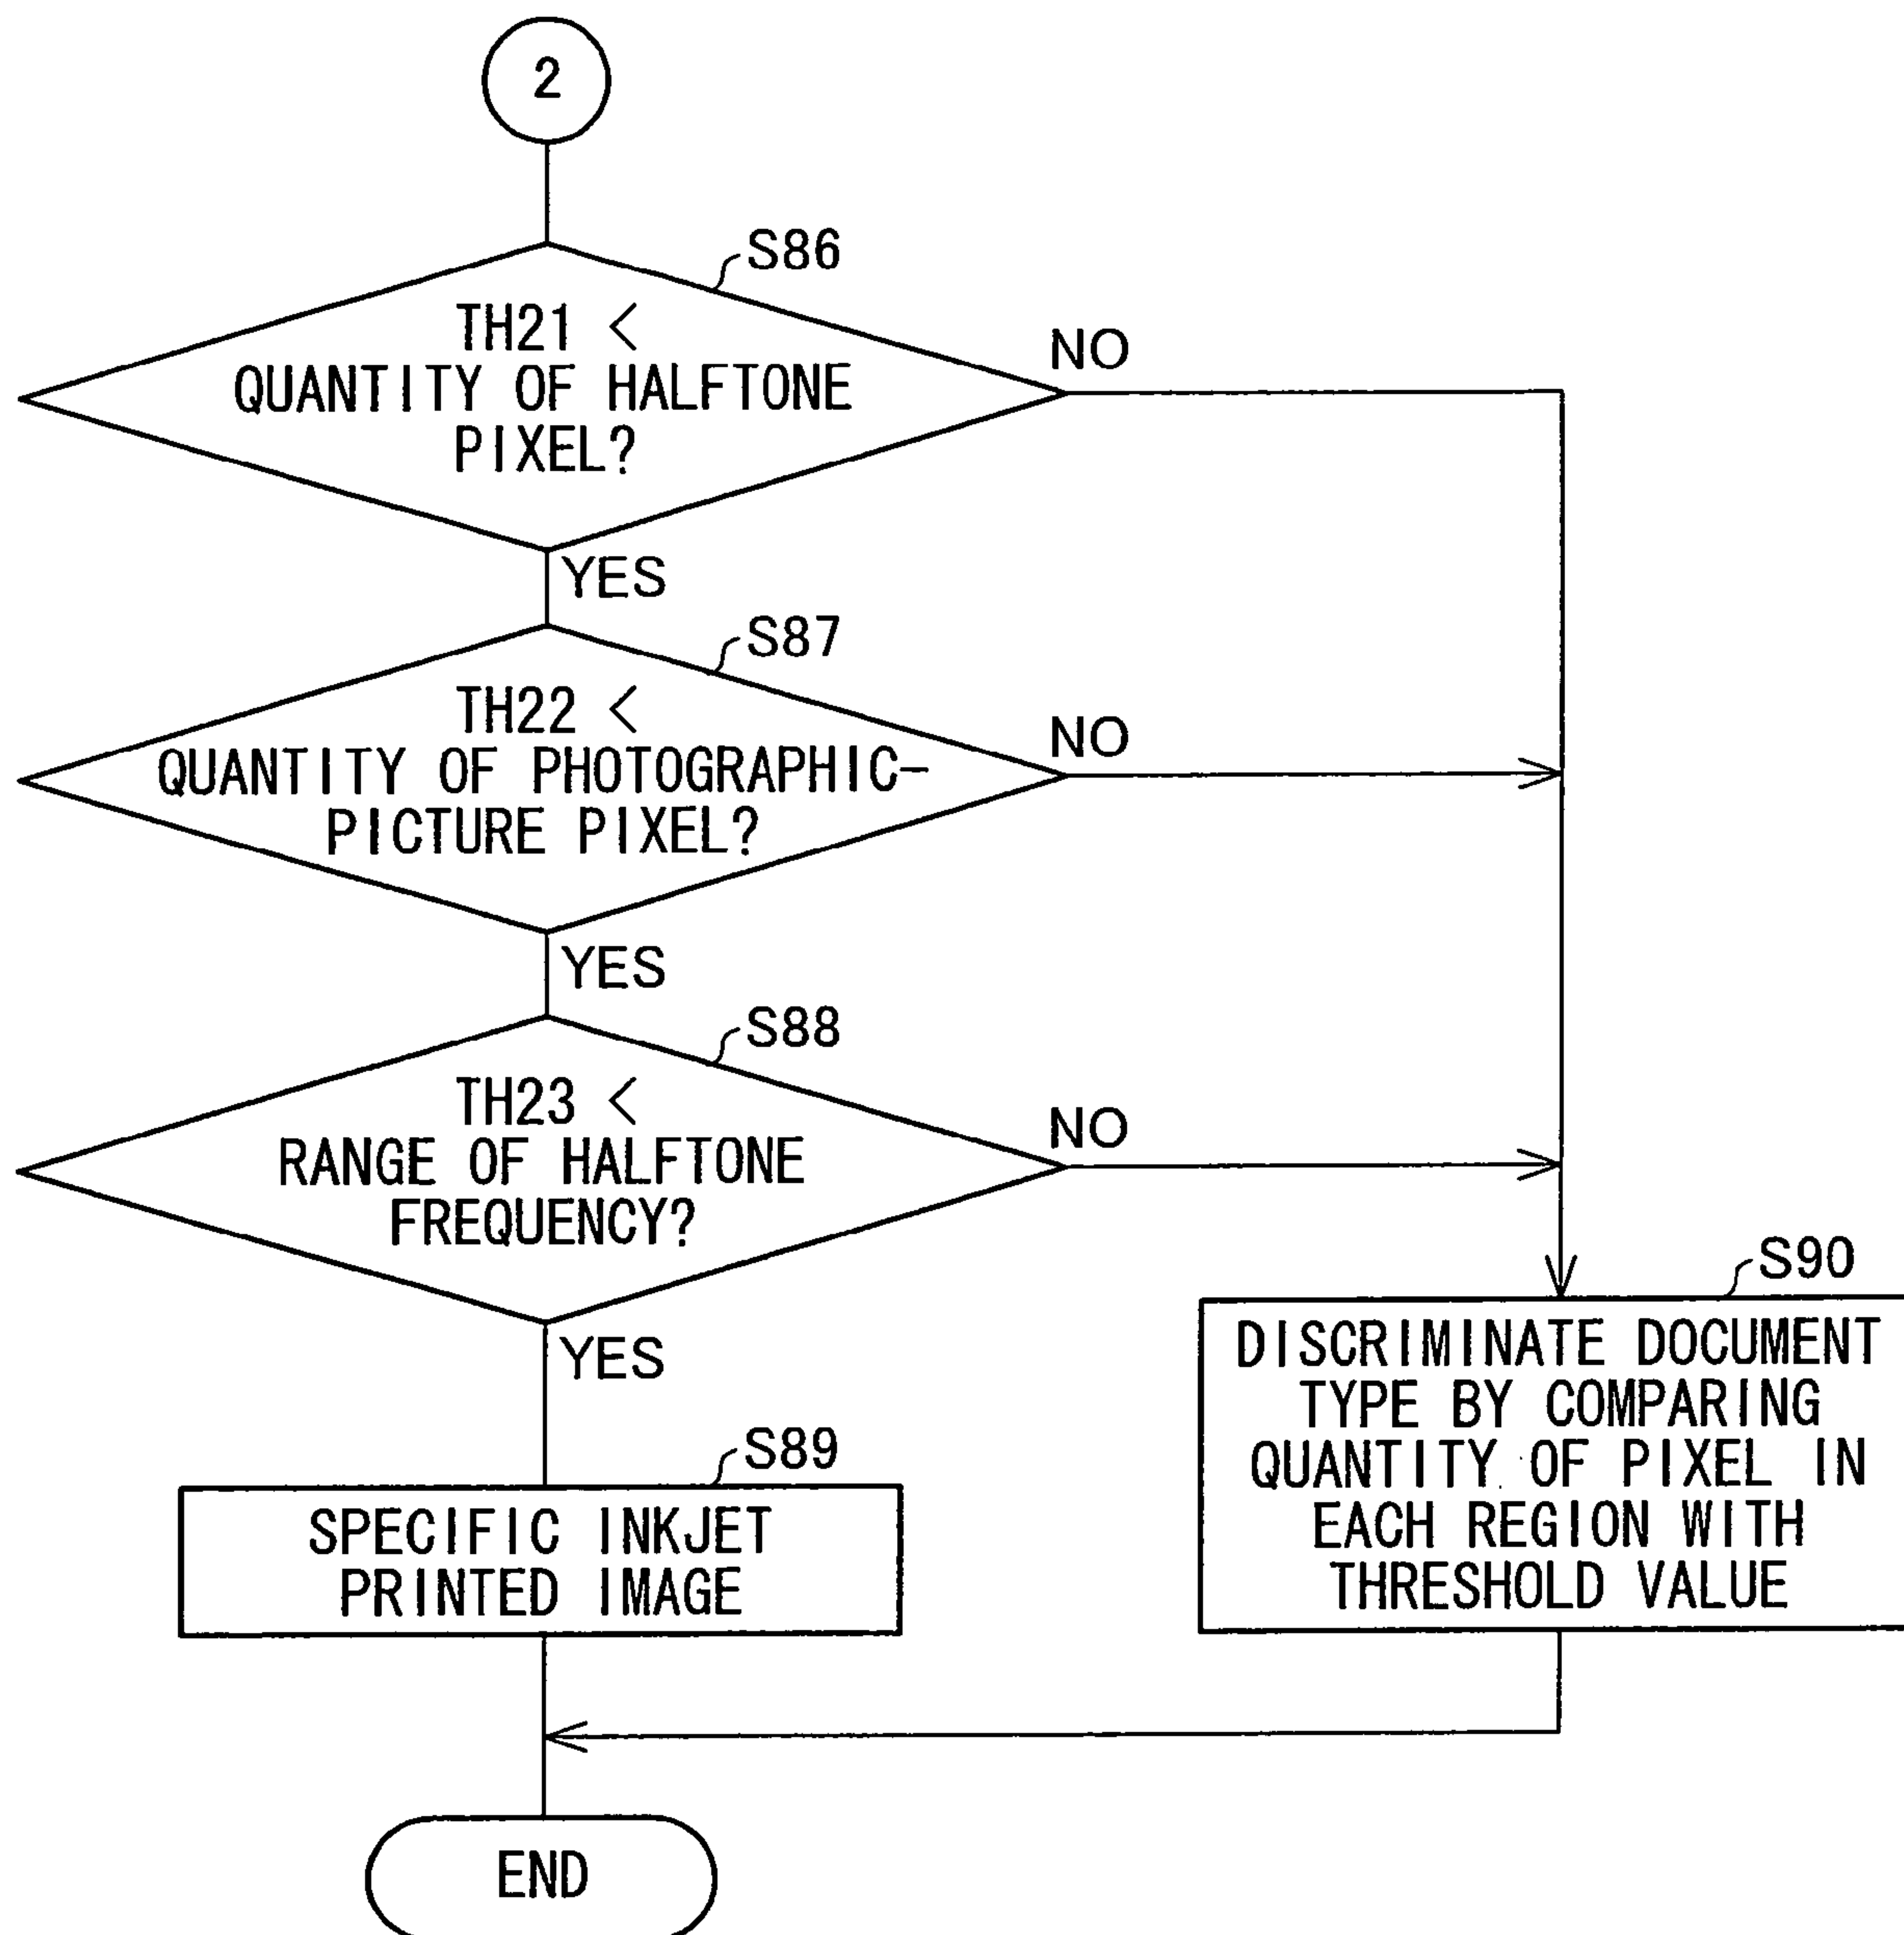 2
S86
TH21 <
QUANTITY OF HALFTONE
PIXEL?
NO
YES
S87
TH22 <
QUANTITY OF PHOTOGRAPHIC-
PICTURE PIXEL?
NO
YES
S88
TH23 <
RANGE OF HALFTONE
FREQUENCY?
NO
YES
S90
DISCRIMINATE DOCUMENT
TYPE BY COMPARING
QUANTITY OF PIXEL IN
EACH REGION WITH
THRESHOLD VALUE
S89
SPECIFIC INKJET
PRINTED IMAGE
END